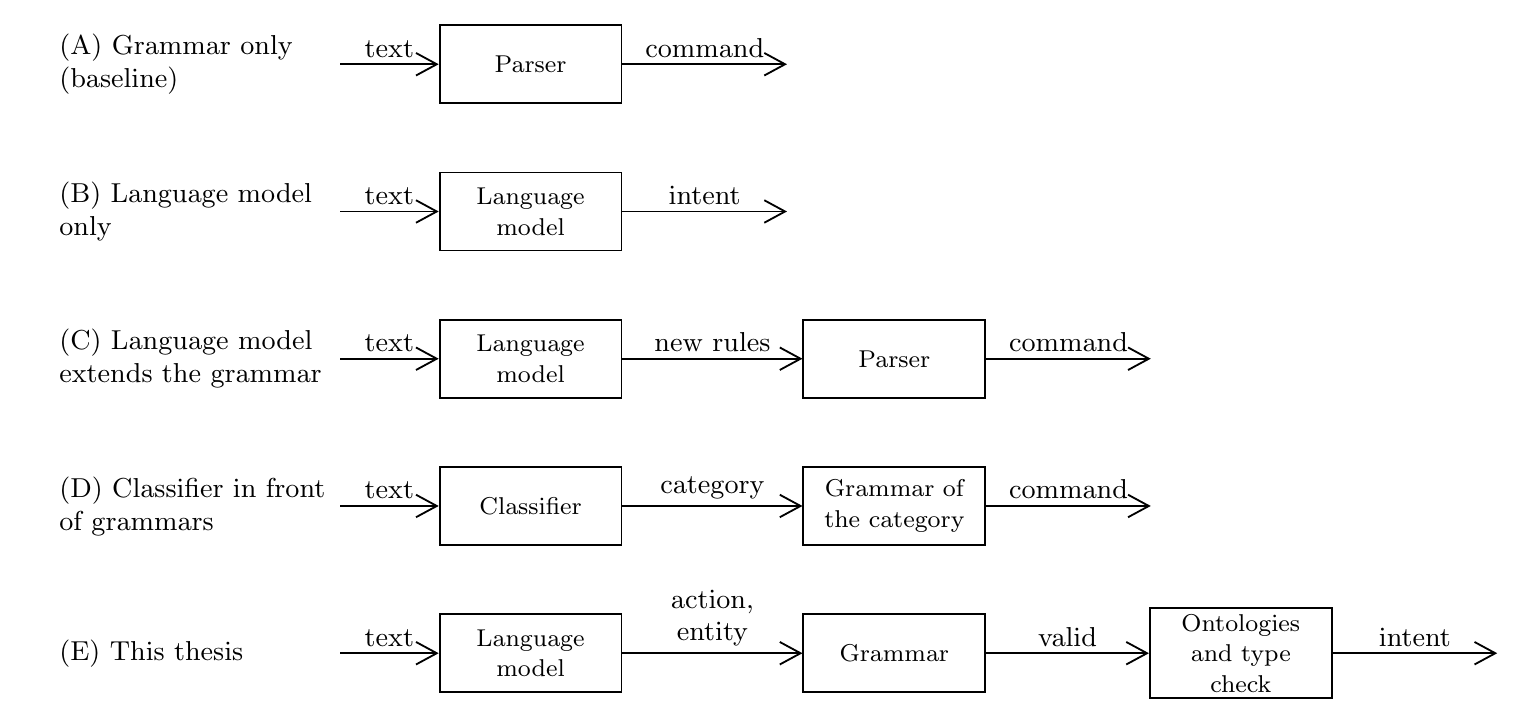 (A) Grammar only
(baseline)
text
Parser
command
(B) Language model
only
text
Language
model
intent
(C) Language model
extends the grammar
text
Language
model
new rules
Parser
command
(D) Classifier in front
of grammars
text
Classifier
category
Grammar of
the category
command
(E) This thesis
text
Language
model
action,
entity
Grammar
valid
Ontologies
and type
check
intent